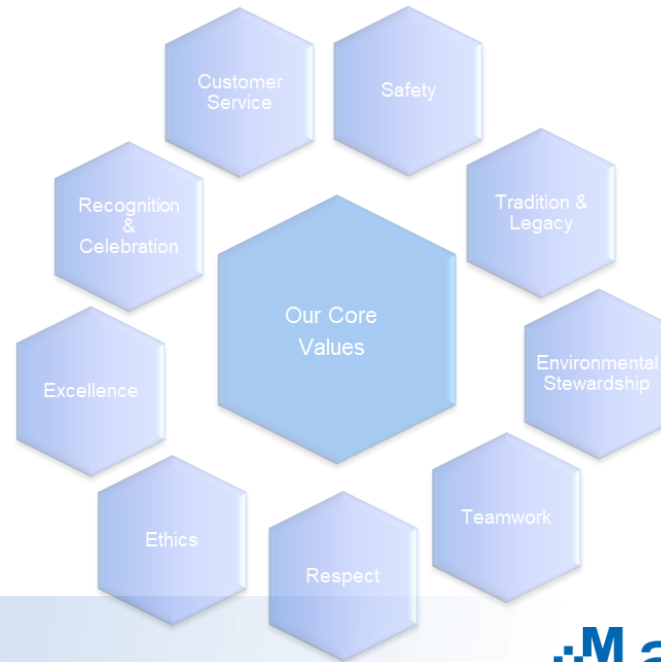 Customer
Service
Safety
Recognition
&
Celebration
Tradition &
Legacy
Our Core
Values
Environmental
Stewardship
Excellence
Teamwork
Ethics
Respect